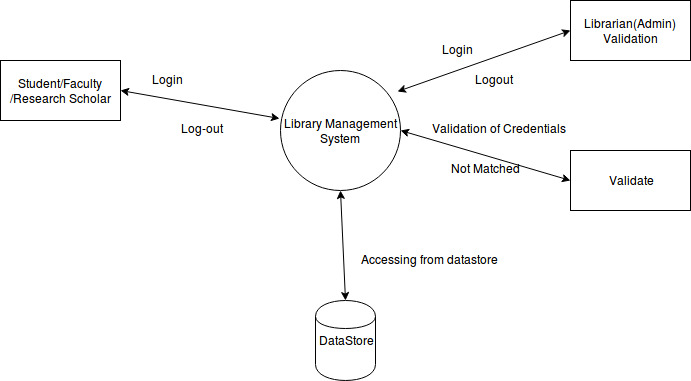 Librarian(Admin)
Validation
Login
Logout
Student/Faculty
/Research Scholar
Login
Log-out
Library Management
System
Validation of Credentials
Not Matched
Validate
Accessing from datastore
DataStore